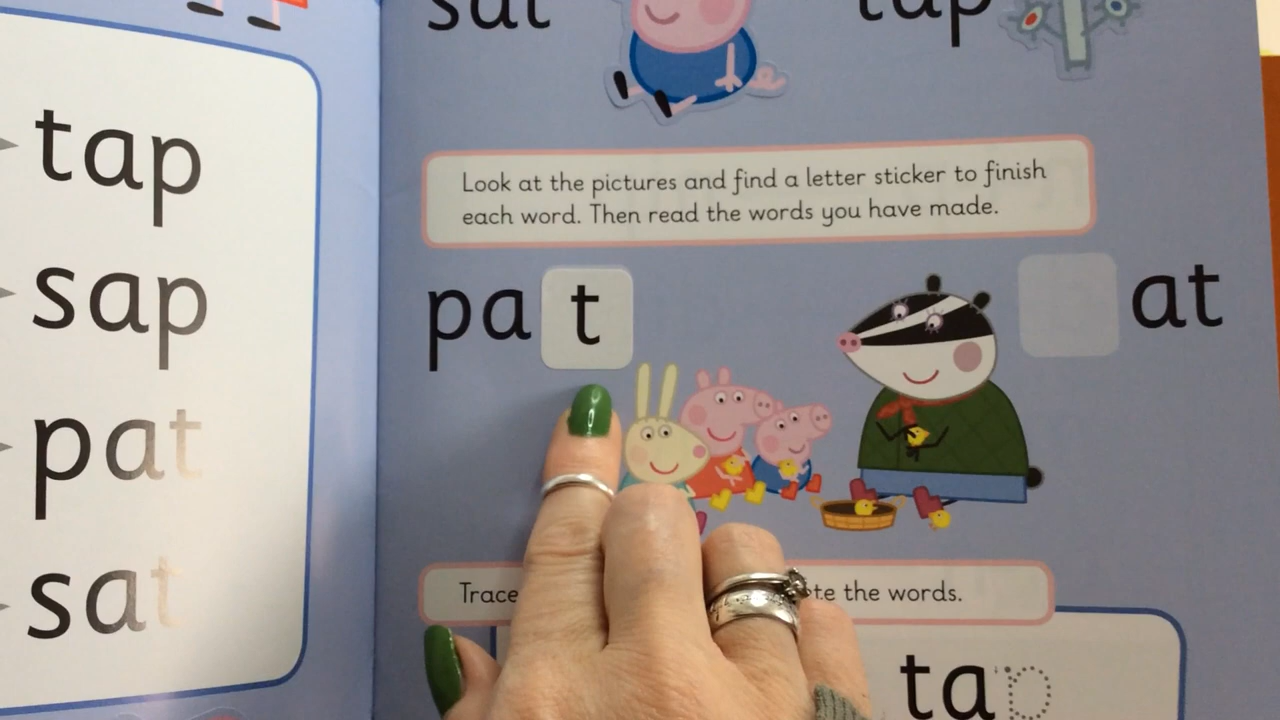 tap
sap
pat
sat
sat tap
Look at the pictures and find a letter sticker to finish
each word. Then read the words you have made.
pat at
Trace te the words.
tap